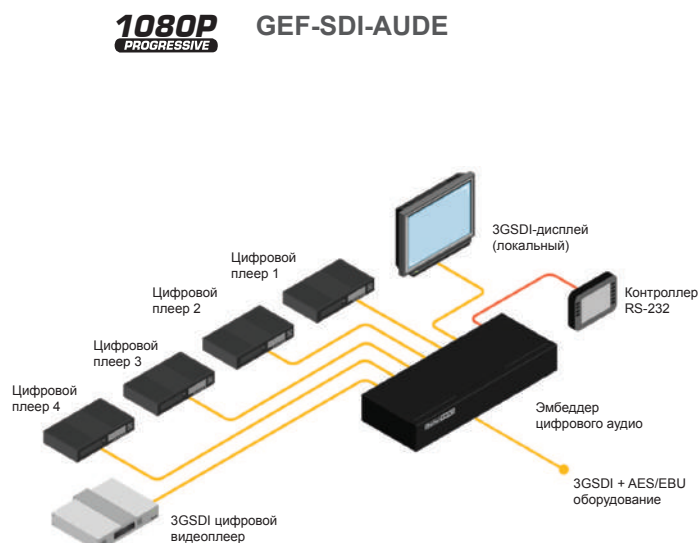 1080P
PROGRESSIVE
GEF-SDI-AUDE
3GSDI-дисплей
(локальный)
Цифровой
плеер 1
Контроллер
RS-232
Цифровой
плеер 2
Цифровой
плеер 3
Цифровой
плеер 4
Эмбеддер
цифрового аудио
3GSDI + AES/EBU
оборудование
3GSDI цифровой
видеоплеер